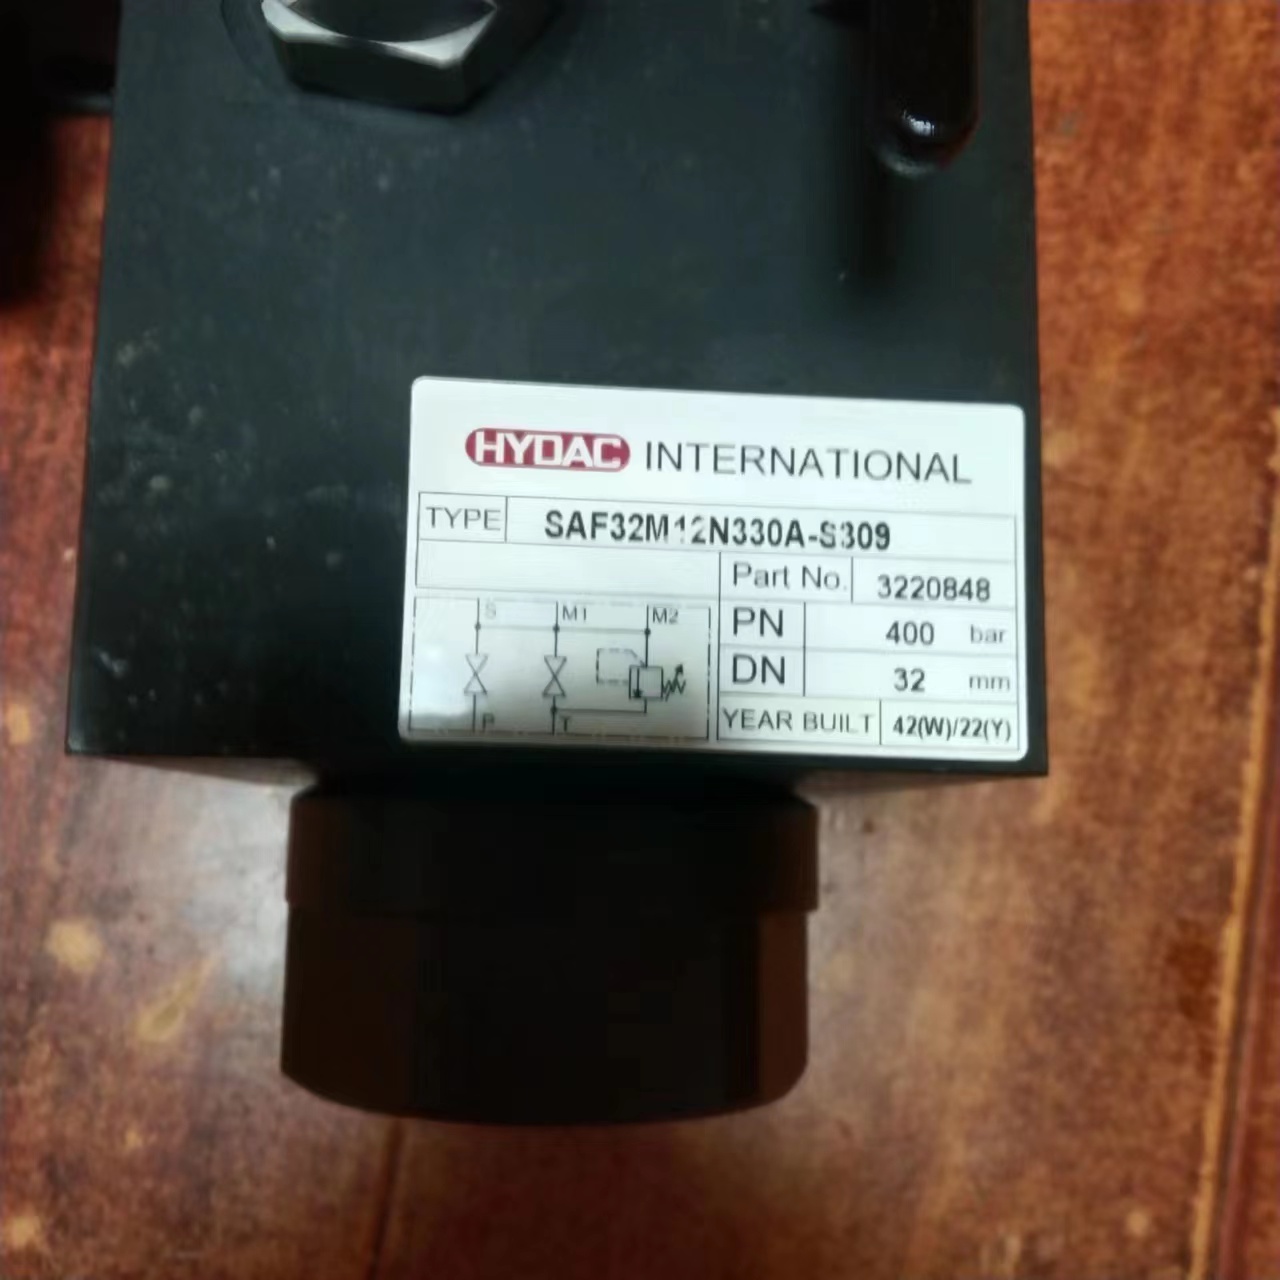 HYDAC INTERNATIONAL
TYPE SAF32M12N330A-S309
Part No. 3220848
S M1 M2
PN 400 bar
DN 32 mm
P T
YEAR BUILT 42(W)/22(Y)